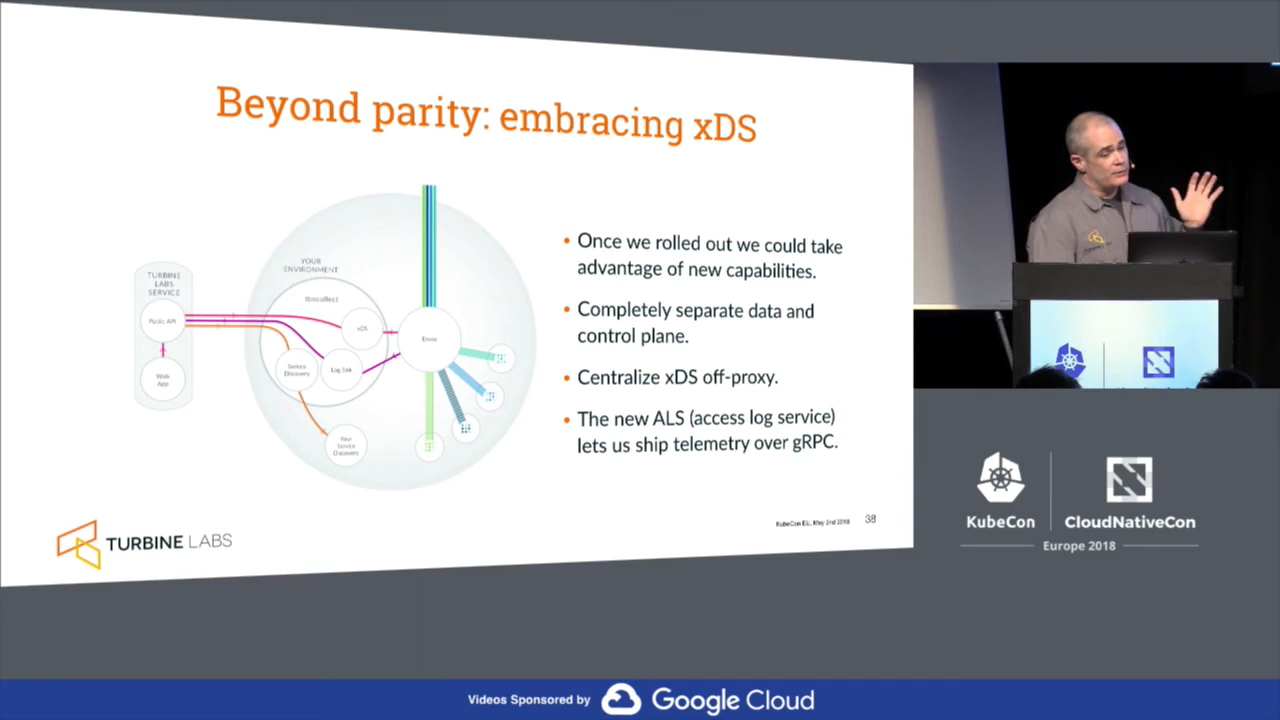 Beyond parity: embracing xDS
TURBINE
LABS
SERVICE
Public API
Web
App
YOUR
ENVIRONMENT
tbncollect
xDS
Service
Discovery
Log Sink
Your
Service
Discovery
Envoy
• Once we rolled out we could take
advantage of new capabilities.
• Completely separate data and
control plane.
• Centralize xDS off-proxy.
• The new ALS (access log service)
lets us ship telemetry over gRPC.
TURBINE LABS
KubeCon EU, May 2nd 2018
38
KubeCon
CloudNativeCon
Europe 2018
Videos Sponsored by
Google Cloud